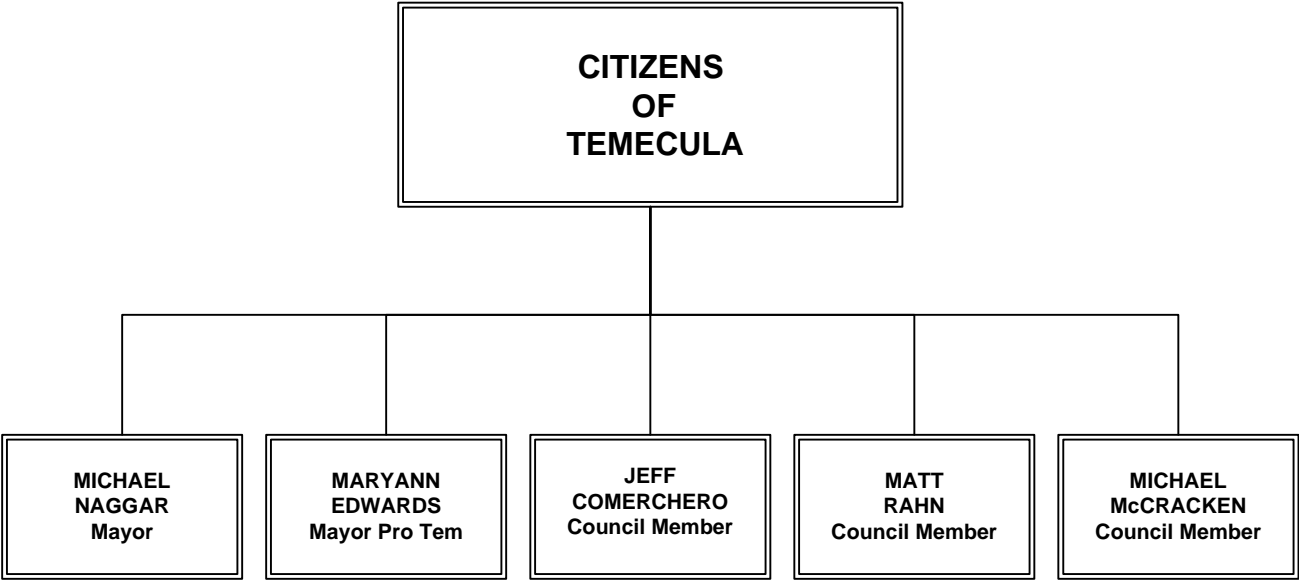 CITIZENS
OF
TEMECULA
MICHAEL
NAGGAR
Mayor
MARYANN
EDWARDS
Mayor Pro Tem
JEFF
COMERCHERO
Council Member
MATT
RAHN
Council Member
MICHAEL
McCRACKEN
Council Member